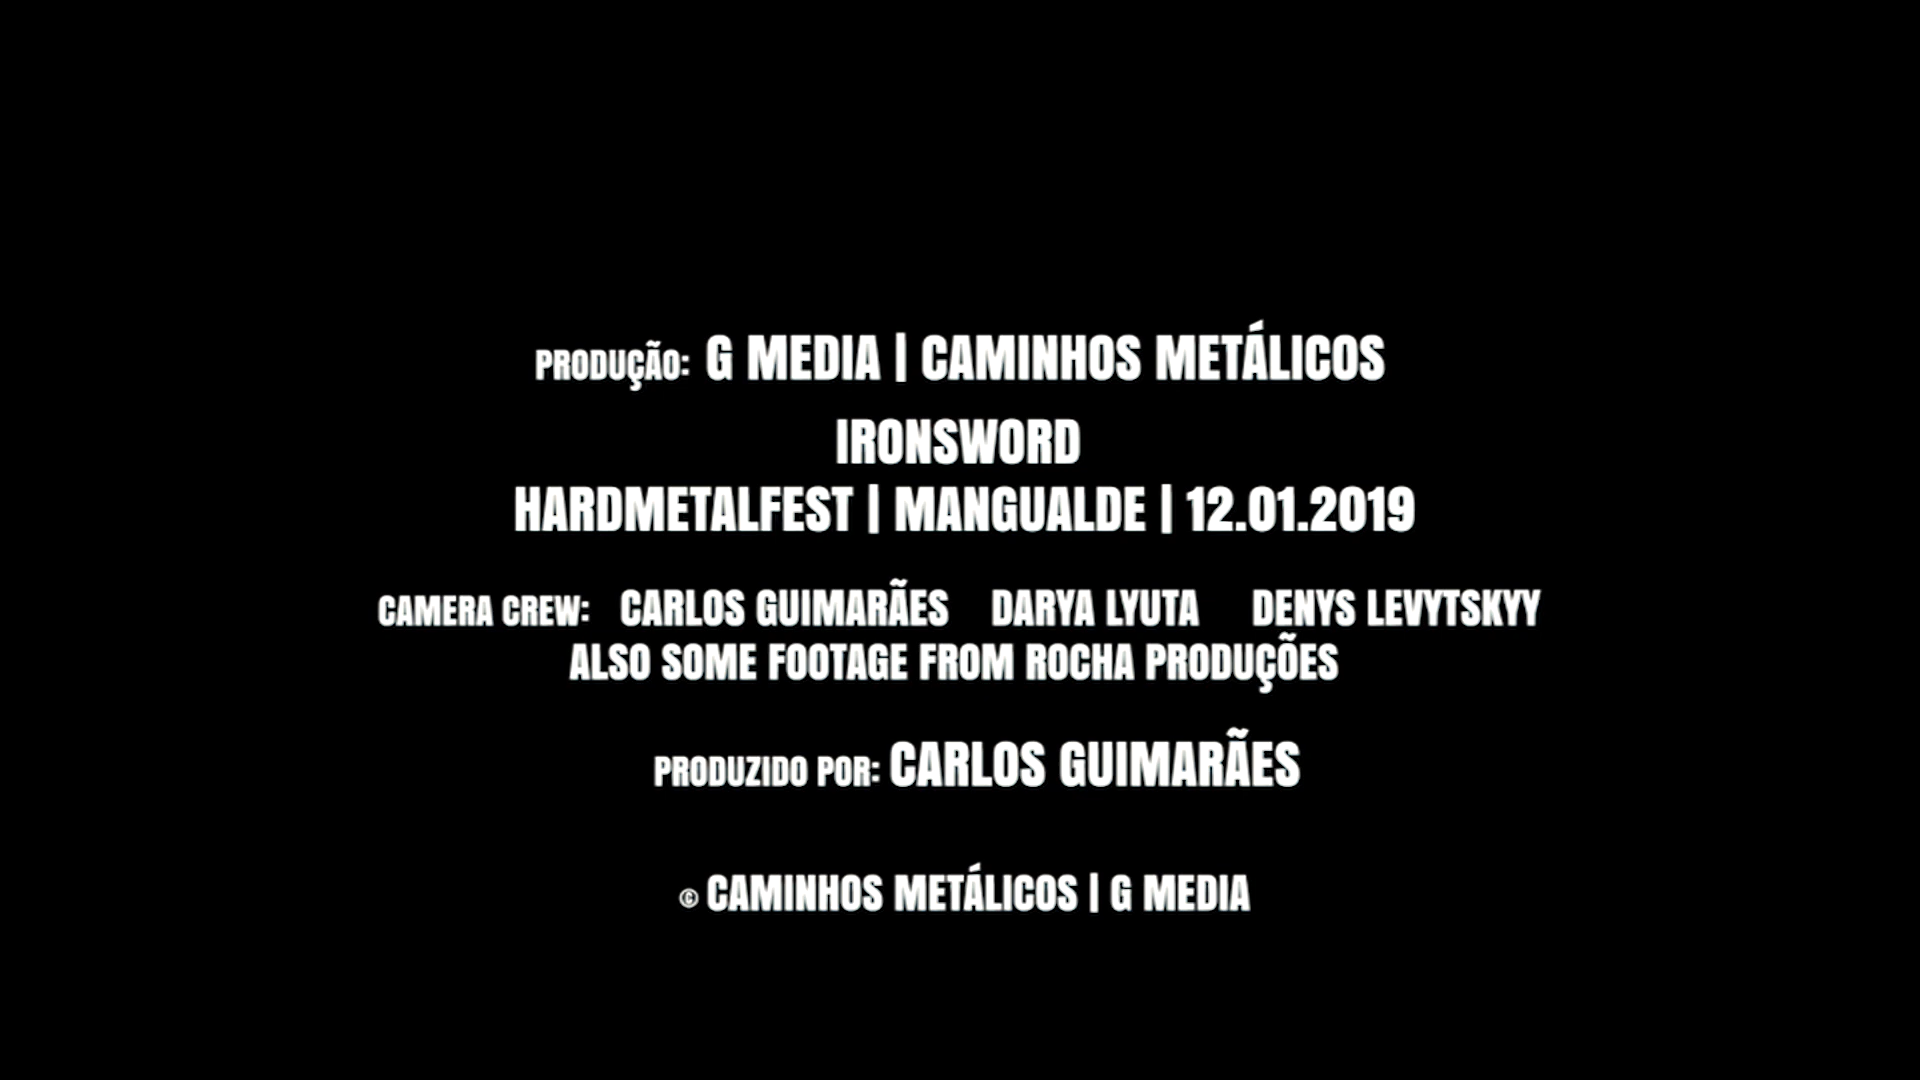 PRODUÇÃO: G MEDIA | CAMINHOS METÁLICOS
IRONSWORD
HARDMETALFEST | MANGUALDE | 12.01.2019
CAMERA CREW: CARLOS GUIMARÃES DARYA LYUTA DENYS LEVYTSKYY
ALSO SOME FOOTAGE FROM ROCHA PRODUÇÕES
PRODUZIDO POR: CARLOS GUIMARÃES
© CAMINHOS METÁLICOS | G MEDIA